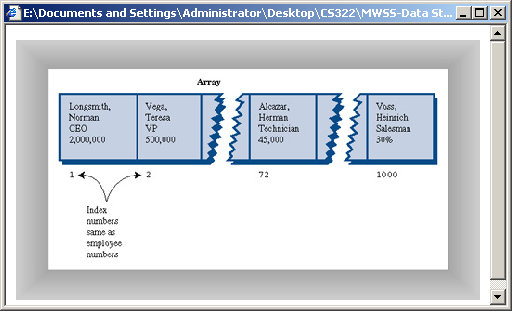 E:\Documents and Settings\Administrator\Desktop\CS322\MWSS-Data St...
Array
Longsmith,
Norman
CEO
2,000,000
Vega,
Teresa
VP
500,000
Alcazar,
Herman
Technician
45,000
Voss,
Heinrich
Salesman
30%
1
2
72
1000
Index
numbers
same as
employee
numbers